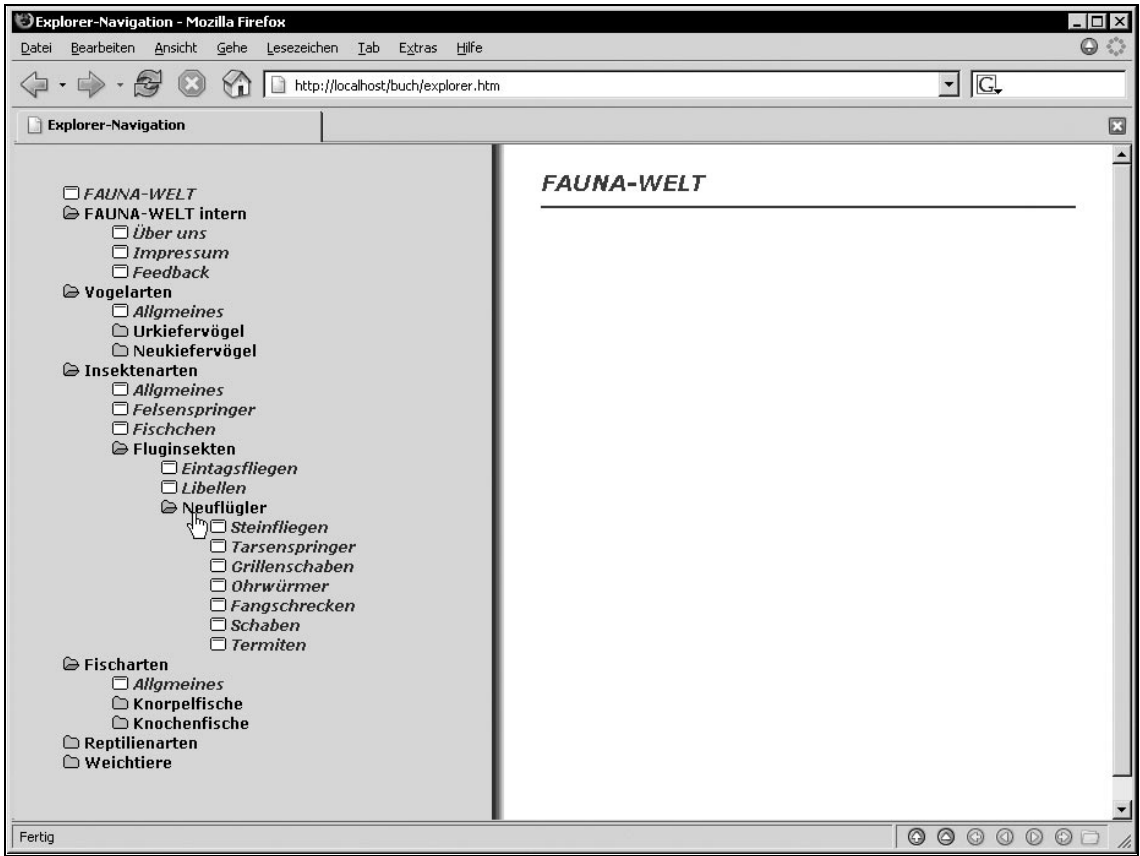 Explorer-Navigation - Mozilla Firefox
Datei Bearbeiten Ansicht Gehe Lesezeichen Tab Extras Hilfe
http://localhost/buch/explorer.htm
G
Explorer-Navigation
FAUNA-WELT
FAUNA-WELT intern
Über uns
Impressum
Feedback
Vogelarten
Allgmeines
Urkiefervögel
Neukiefervögel
Insektenarten
Allgmeines
Felsenspringer
Fischchen
Fluginsekten
Eintagsfliegen
Libellen
Neuflügler
Steinfliegen
Tarsenspringer
Grillenschaben
Ohrwürmer
Fangschrecken
Schaben
Termiten
Fischarten
Allgmeines
Knorpelfische
Knochenfische
Reptilienarten
Weichtiere
FAUNA-WELT
Fertig